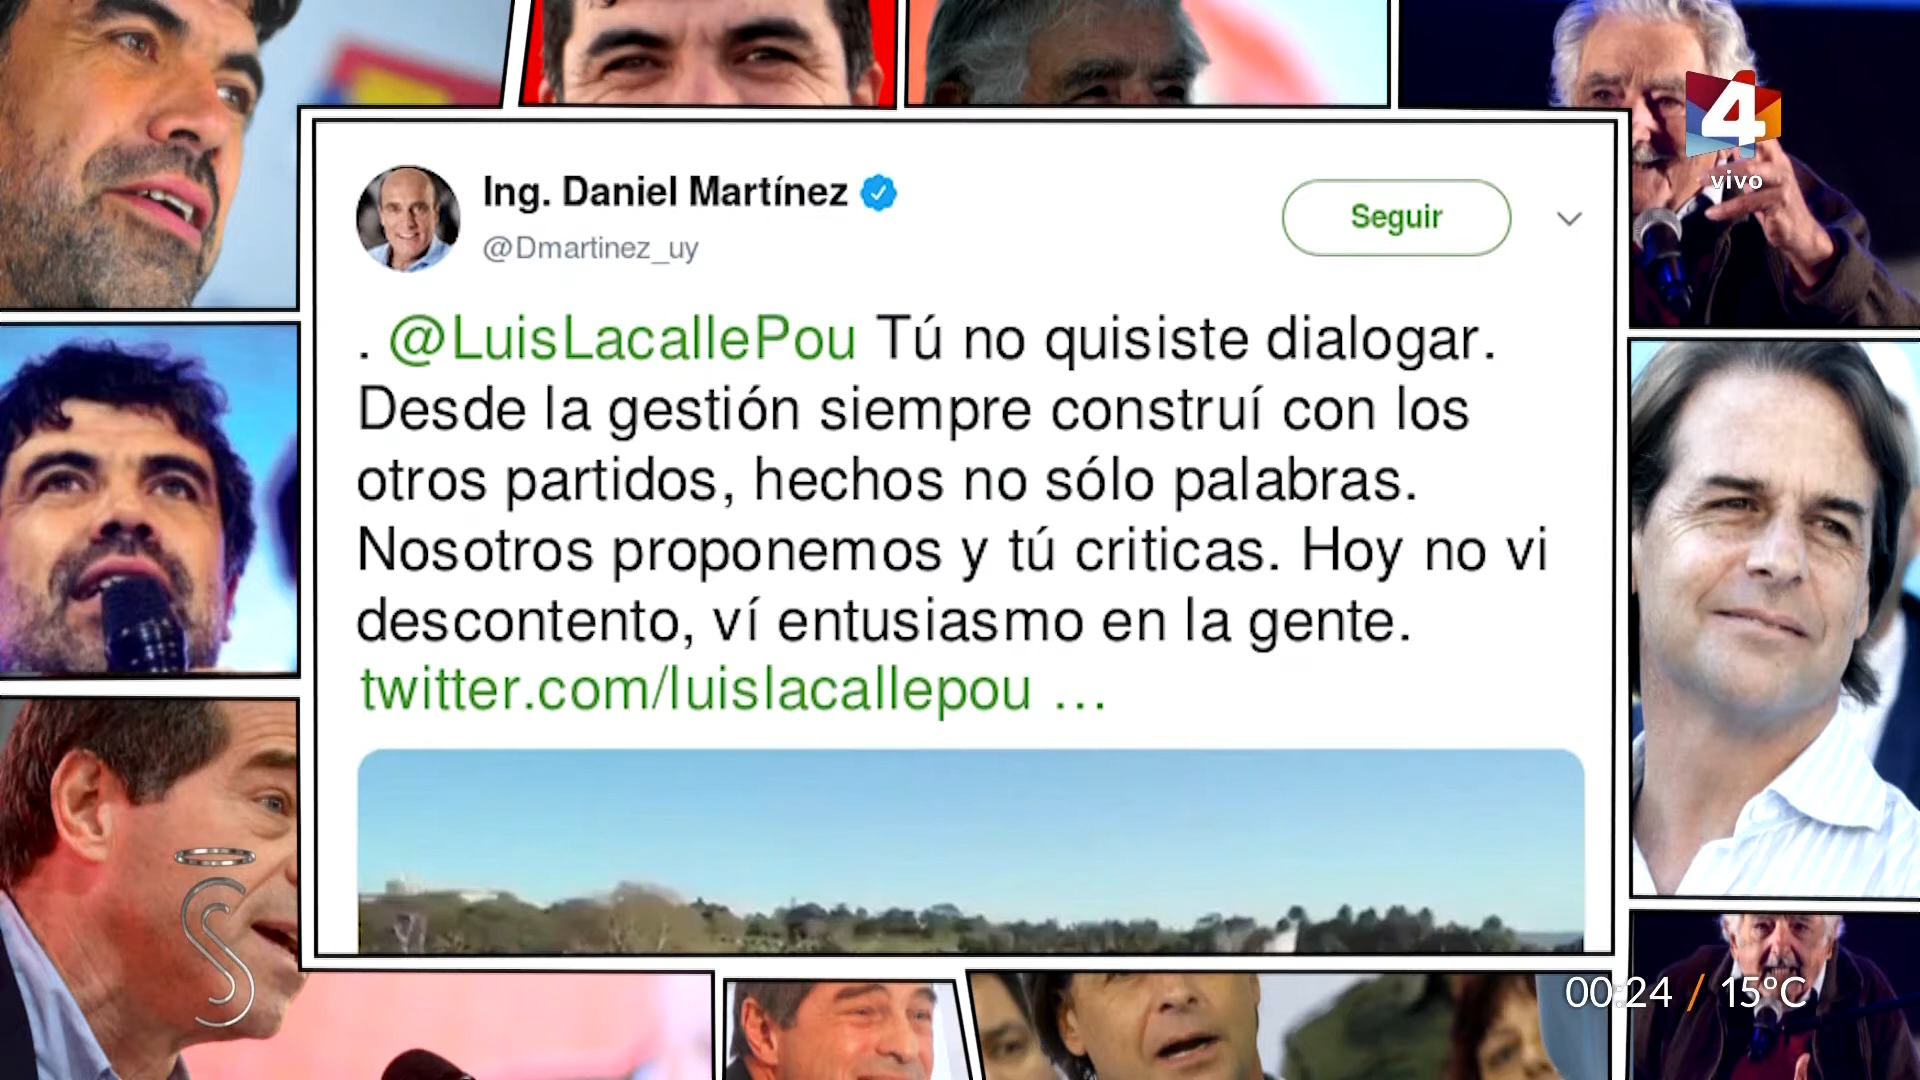 4
vivo
Ing. Daniel Martínez
@Dmartinez_uy
Seguir
. @LuisLacallePou Tú no quisiste dialogar.
Desde la gestión siempre construí con los
otros partidos, hechos no sólo palabras.
Nosotros proponemos y tú criticas. Hoy no vi
descontento, ví entusiasmo en la gente.
twitter.com/luislacallepou …
00:24 / 15ºC